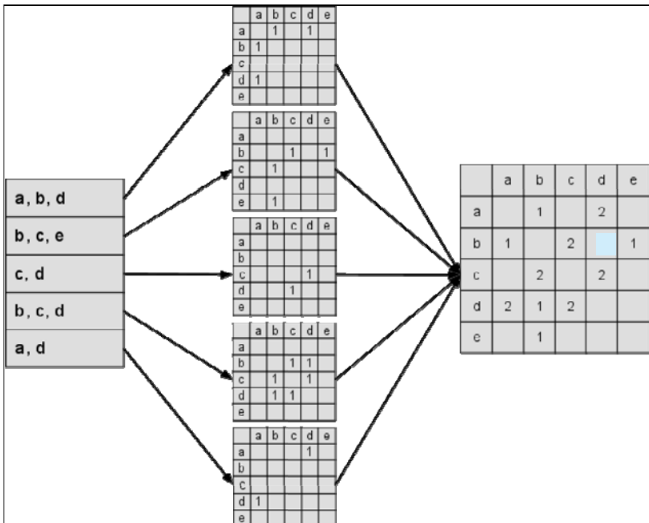 a, b, d
b, c, e
c, d
b, c, d
a, d
a b c d e
a 1 1
b 1
c
d 1
e
a b c d e
a
b 1 1
c 1
d
e 1
a b c d e
a
b
c 1
d 1
e
a b c d e
a
b 1 1
c 1 1
d 1 1
e
a b c d e
a 1
b
c
d 1
e
a b c d e
a 1 2
b 1 2 1
c 2 2
d 2 1 2
e 1